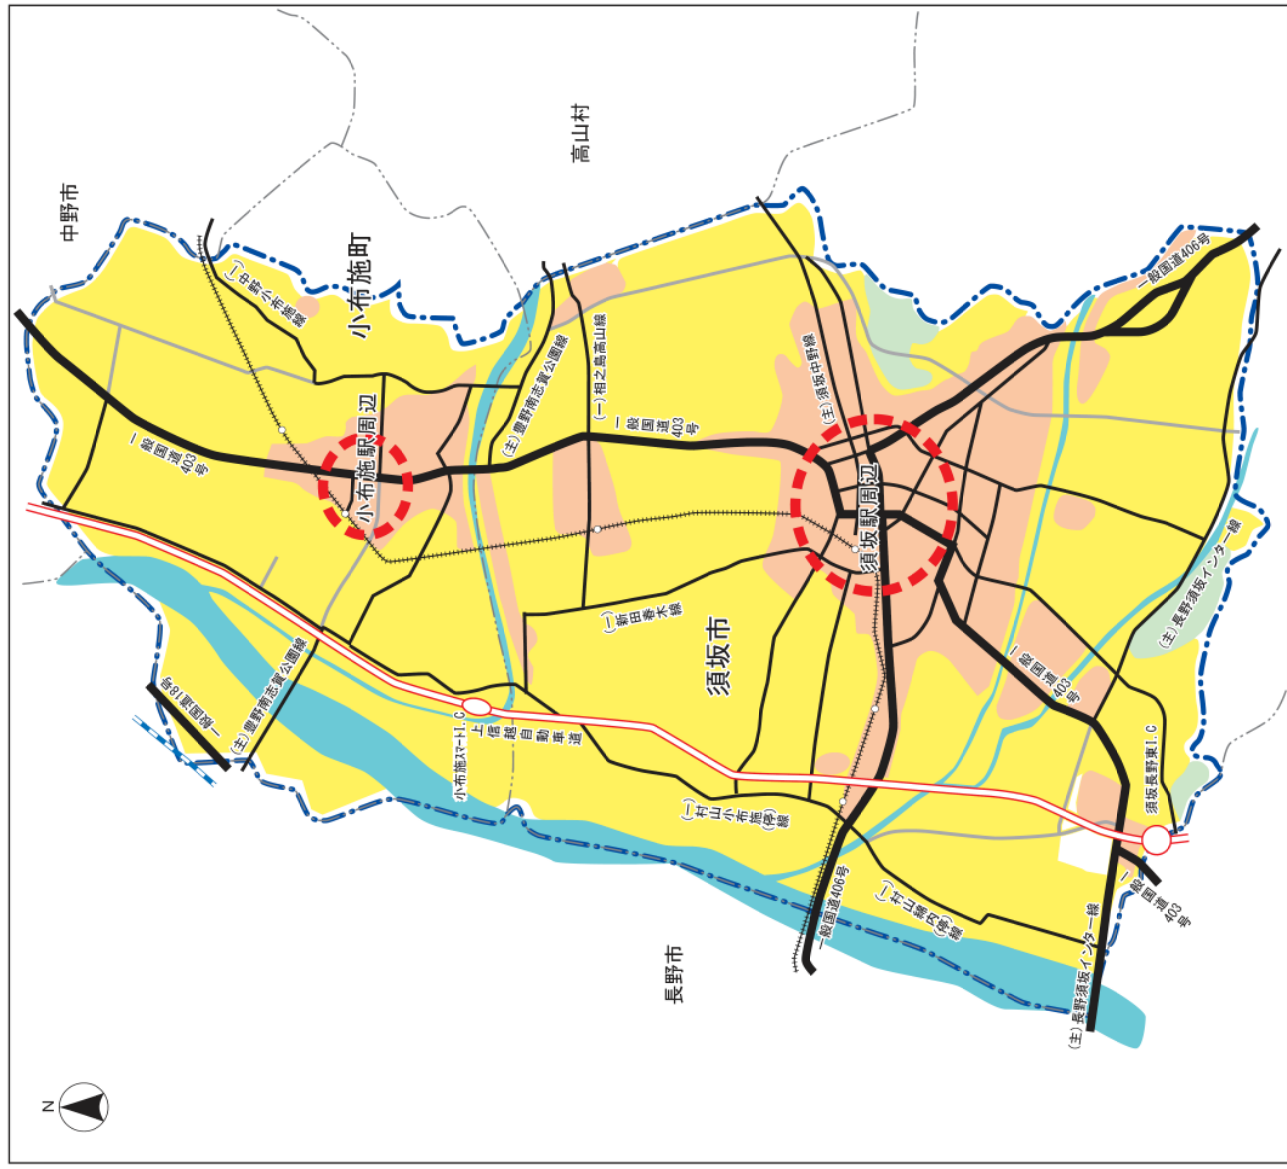 中野市
高山村
小布施町
(一)中野小布施線
一般国道403号
小布施駅周辺
(主)豊野南志賀公園線
(一)相之島高山線
一般国道403号
(主)須坂中野線
一般国道406号
須坂駅周辺
(一)新田春木線
須坂市
一般国道18号
(主)豊野南志賀公園線
小布施スマートI.C
上信越自動車道
(一)村山小布施(停)線
一般国道403号
(主)長野須坂インター線
須坂長野東I.C
一般国道406号
(一)村山綿内(停)線
一般国道403号
(主)長野須坂インター線
長野市
N